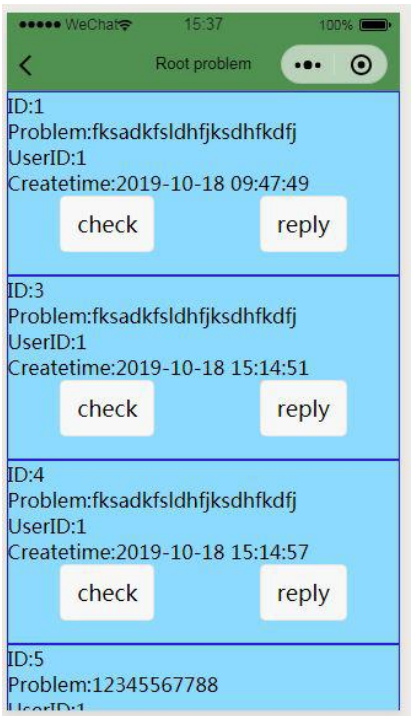 WeChat 15:37 100%
Root problem
ID:1
Problem:fksadkfsldhfjksdhfkdfj
UserID:1
Createtime:2019-10-18 09:47:49
check reply
ID:3
Problem:fksadkfsldhfjksdhfkdfj
UserID:1
Createtime:2019-10-18 15:14:51
check reply
ID:4
Problem:fksadkfsldhfjksdhfkdfj
UserID:1
Createtime:2019-10-18 15:14:57
check reply
ID:5
Problem:12345567788
UserID:1